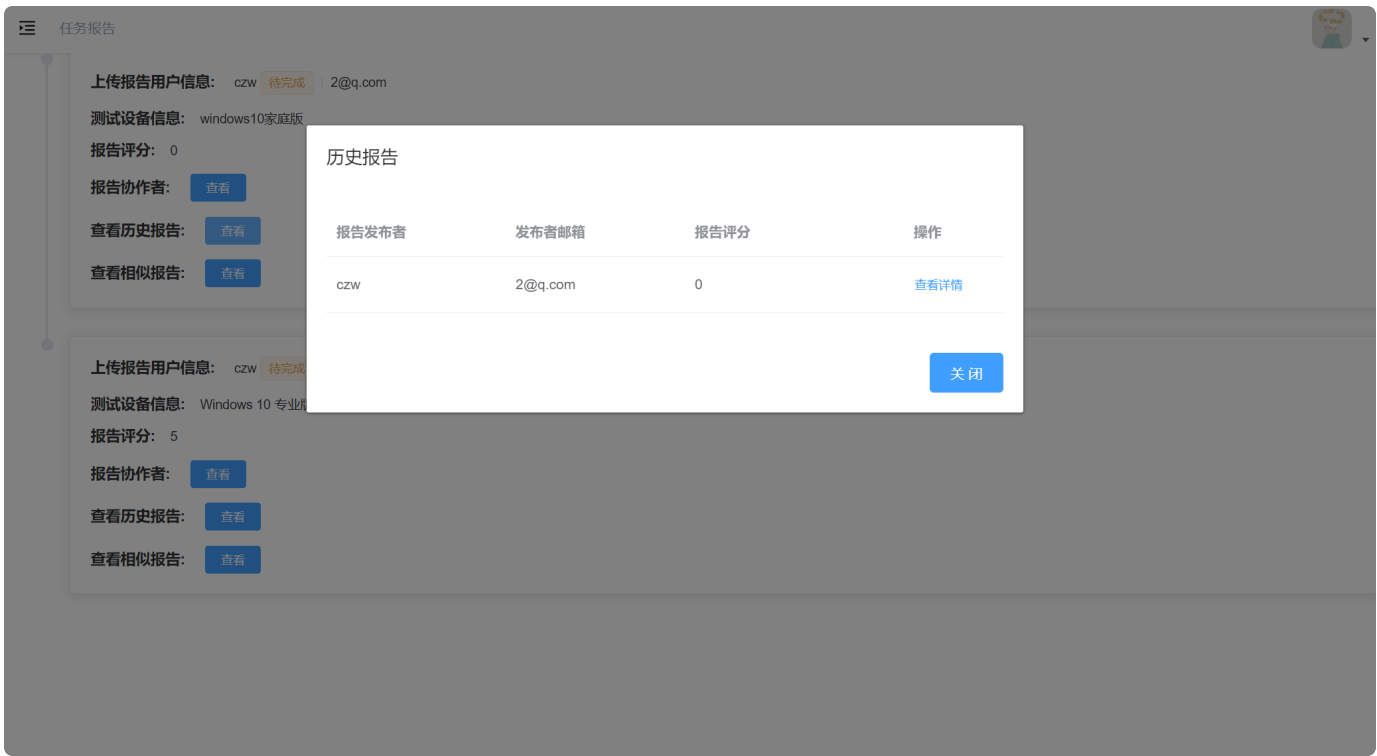 任务报告
上传报告用户信息: czw 待完成 2@q.com
测试设备信息: windows10家庭版
报告评分: 0
报告协作者: 查看
查看历史报告: 查看
查看相似报告: 查看
历史报告
报告发布者 发布者邮箱 报告评分 操作
czw 2@q.com 0 查看详情
关 闭
上传报告用户信息: czw 待完成
测试设备信息: Windows 10 专业版
报告评分: 5
报告协作者: 查看
查看历史报告: 查看
查看相似报告: 查看